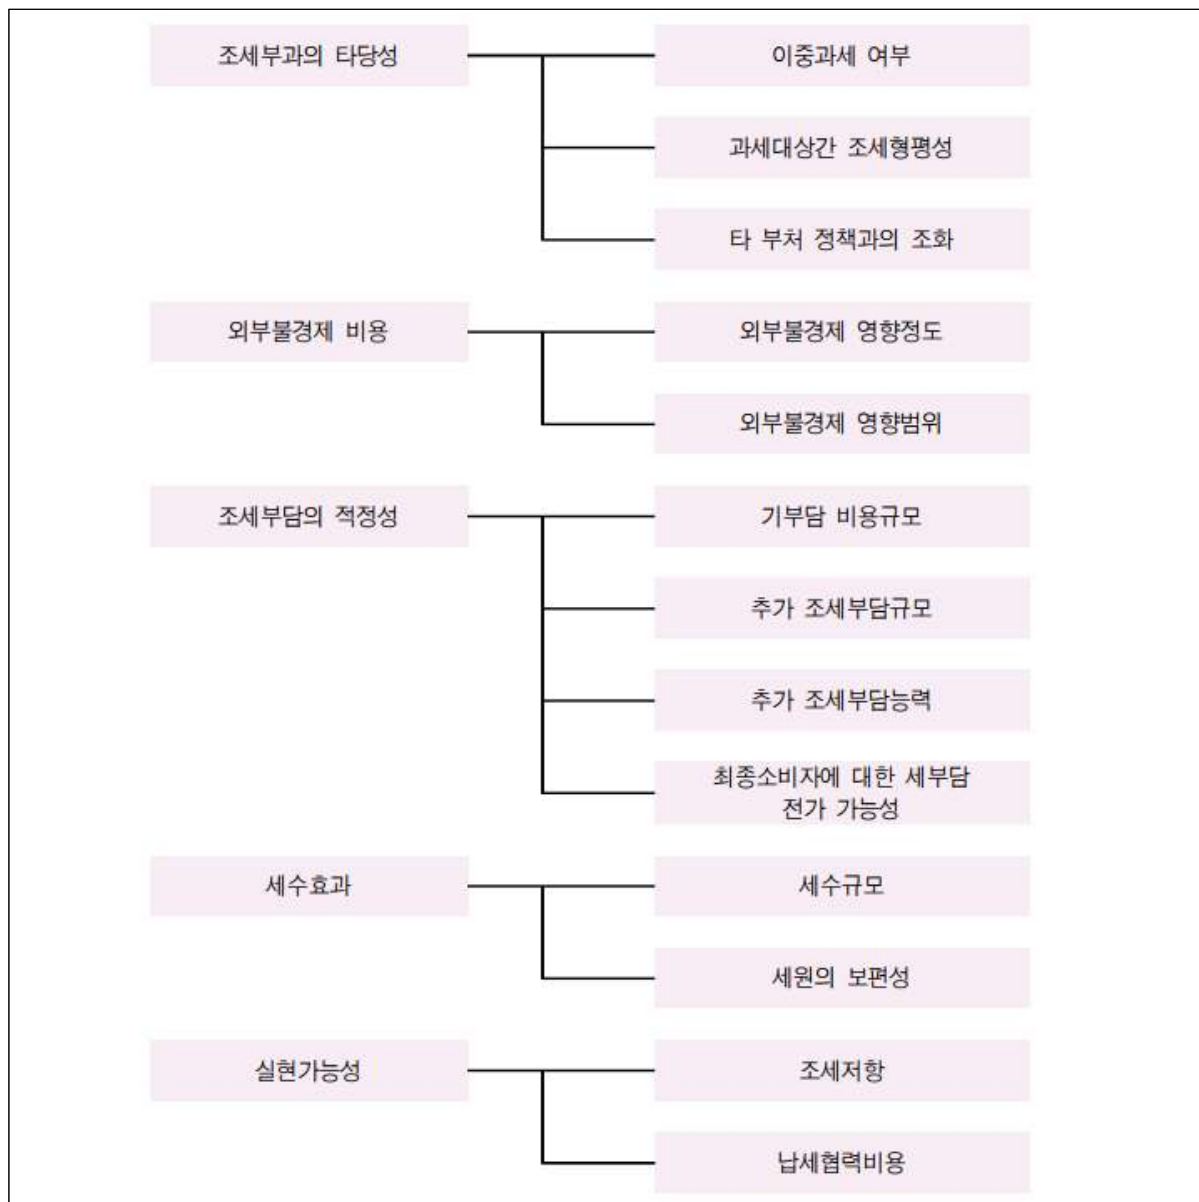 조세부과의 타당성
이중과세 여부
과세대상간 조세형평성
타 부처 정책과의 조화
외부불경제 비용
외부불경제 영향정도
외부불경제 영향범위
조세부담의 적정성
기부담 비용규모
추가 조세부담규모
추가 조세부담능력
최종소비자에 대한 세부담
전가 가능성
세수효과
세수규모
세원의 보편성
실현가능성
조세저항
납세협력비용